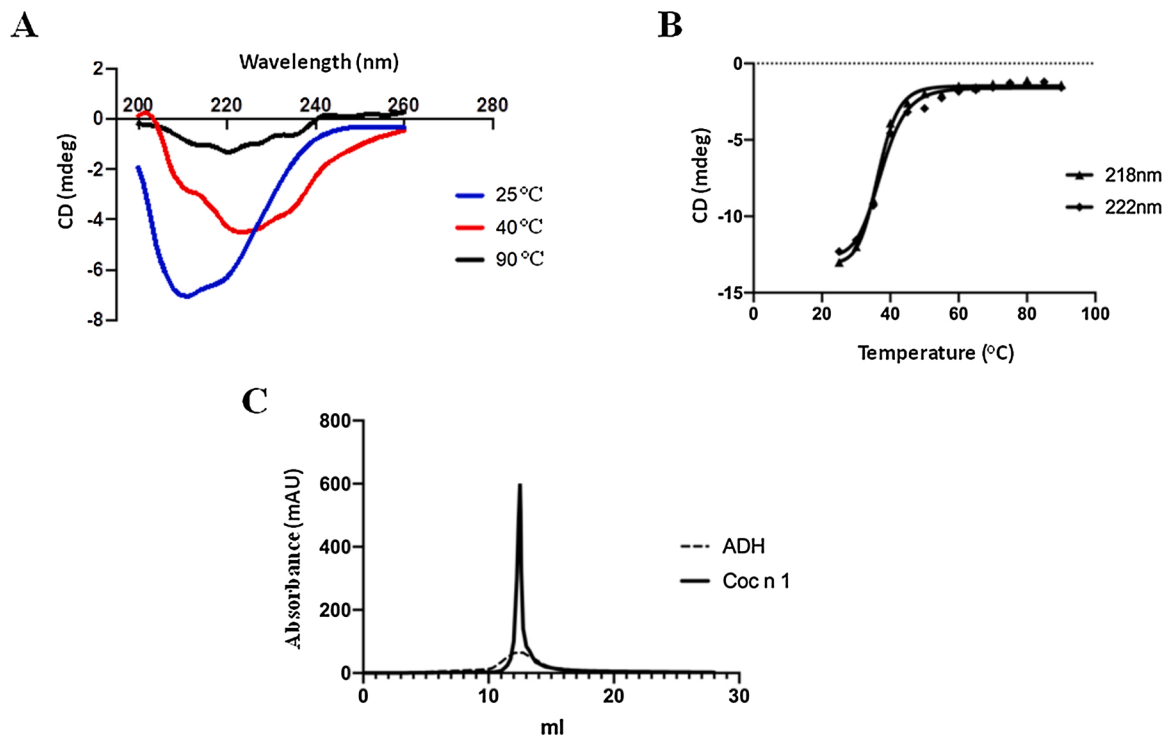 A
Wavelength (nm)
2
200 220 240 260 280
0
-2
-4
-6
-8
CD (mdeg)
25°C
40°C
90°C
B
0
-5
-10
-15
CD (mdeg)
0 20 40 60 80 100
Temperature (°C)
218nm
222nm
C
800
600
400
200
0
Absorbance (mAU)
0 10 20 30
ml
ADH
Coc n 1